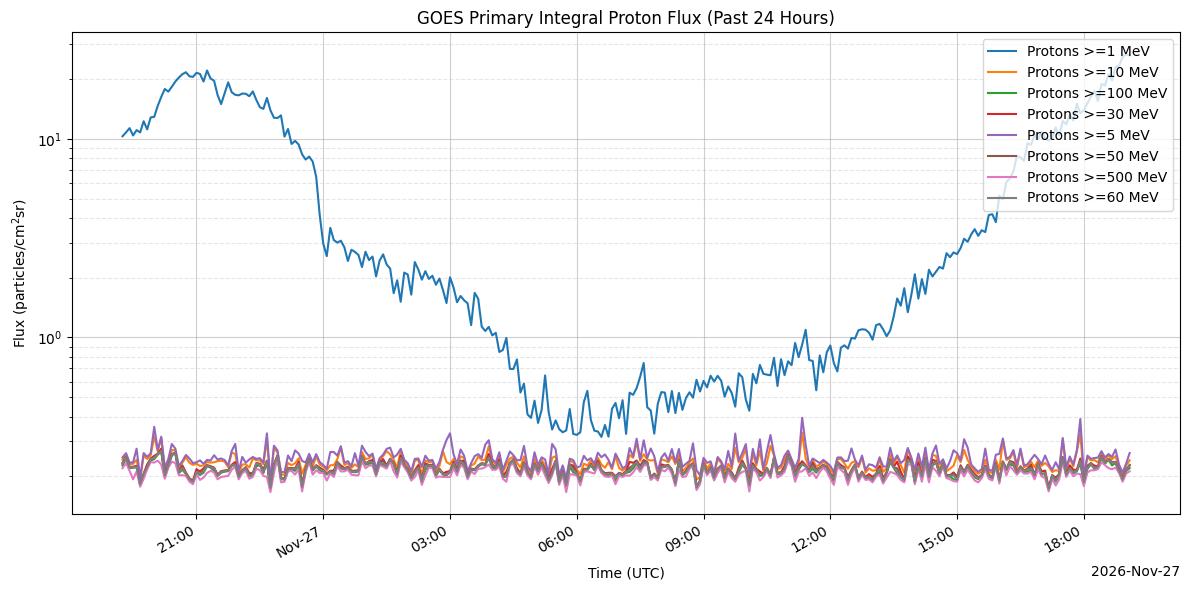 GOES Primary Integral Proton Flux (Past 24 Hours)
Protons >=1 MeV
Protons >=10 MeV
Protons >=100 MeV
Protons >=30 MeV
Protons >=5 MeV
Protons >=50 MeV
Protons >=500 MeV
Protons >=60 MeV
Flux (particles/cm²sr)
10¹
10⁰
21:00
Nov-27
03:00
06:00
09:00
12:00
15:00
18:00
Time (UTC)
2026-Nov-27